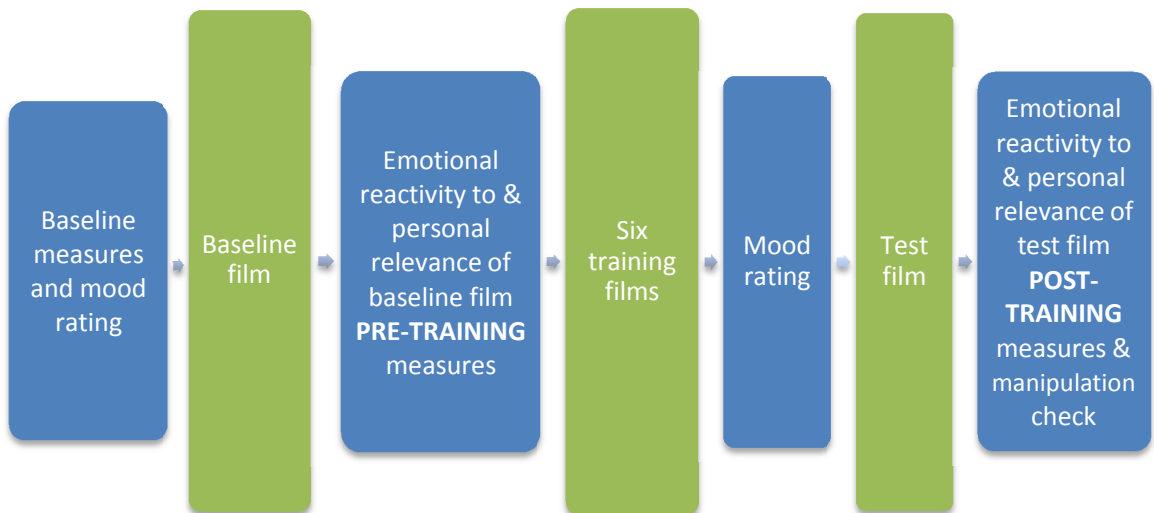 Baseline
measures
and mood
rating
Baseline
film
Emotional
reactivity to &
personal
relevance of
baseline film
PRE-TRAINING
measures
Six
training
films
Mood
rating
Test
film
Emotional
reactivity to
& personal
relevance of
test film
POST-
TRAINING
measures &
manipulation
check